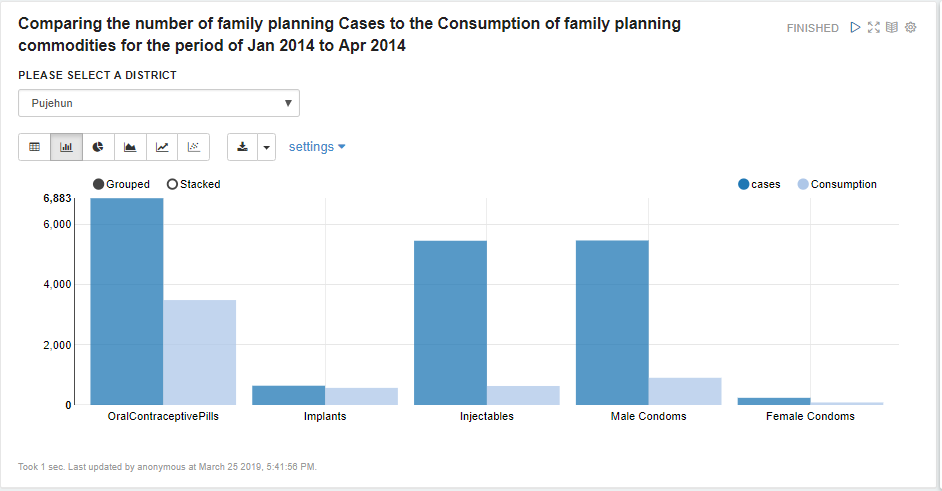 Comparing the number of family planning Cases to the Consumption of family planning
commodities for the period of Jan 2014 to Apr 2014
FINISHED
PLEASE SELECT A DISTRICT
Pujehun
settings
Grouped Stacked
cases Consumption
6,883
6,000
4,000
2,000
0
OralContraceptivePills Implants Injectables Male Condoms Female Condoms
Took 1 sec. Last updated by anonymous at March 25 2019, 5:41:56 PM.